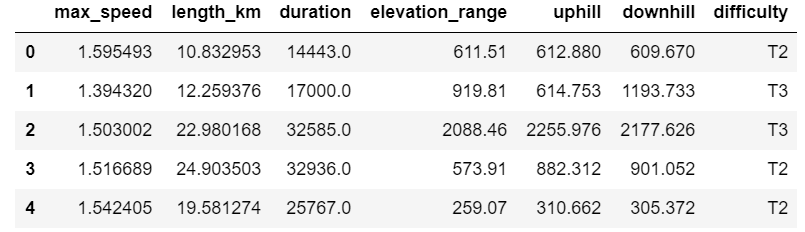 max_speed length_km duration elevation_range uphill downhill difficulty
0 1.595493 10.832953 14443.0 611.51 612.880 609.670 T2
1 1.394320 12.259376 17000.0 919.81 614.753 1193.733 T3
2 1.503002 22.980168 32585.0 2088.46 2255.976 2177.626 T3
3 1.516689 24.903503 32936.0 573.91 882.312 901.052 T2
4 1.542405 19.581274 25767.0 259.07 310.662 305.372 T2